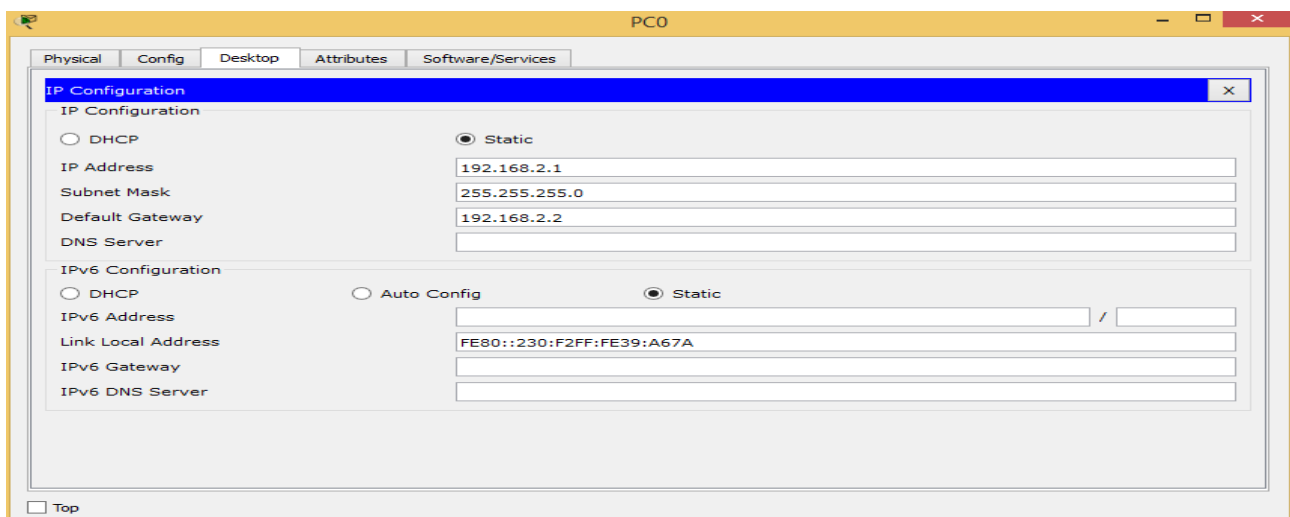 PC0
Physical Config Desktop Attributes Software/Services
IP Configuration X
IP Configuration
DHCP Static
IP Address 192.168.2.1
Subnet Mask 255.255.255.0
Default Gateway 192.168.2.2
DNS Server
IPv6 Configuration
DHCP Auto Config Static
IPv6 Address /
Link Local Address FE80::230:F2FF:FE39:A67A
IPv6 Gateway
IPv6 DNS Server
Top